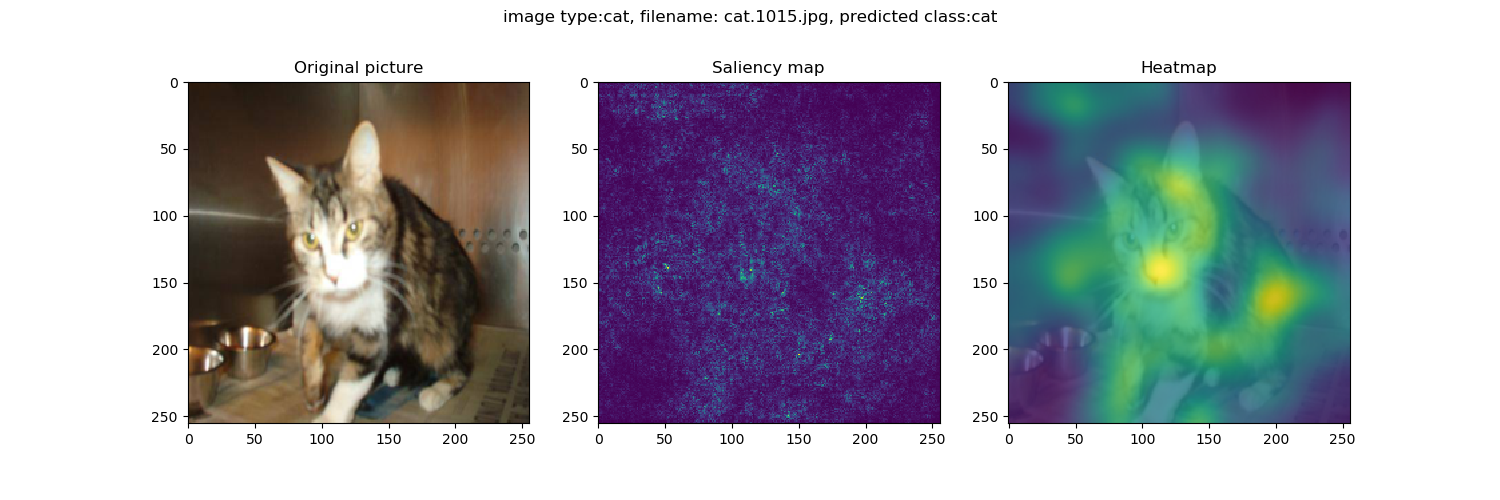 image type:cat, filename: cat.1015.jpg, predicted class:cat
Original picture
Saliency map
Heatmap
0
50
100
150
200
250
0
50
100
150
200
250
0
50
100
150
200
250
0 50 100 150 200 250
0 50 100 150 200 250
0 50 100 150 200 250